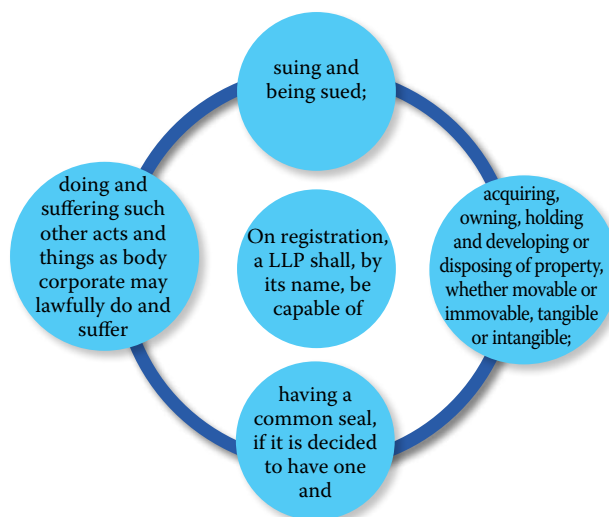 On registration,
a LLP shall, by
its name, be
capable of
suing and
being sued;
acquiring,
owning, holding
and developing or
disposing of property,
whether movable or
immovable, tangible
or intangible;
having a
common seal,
if it is decided
to have one
and
doing and
suffering such
other acts and
things as body
corporate may
lawfully do and
suffer